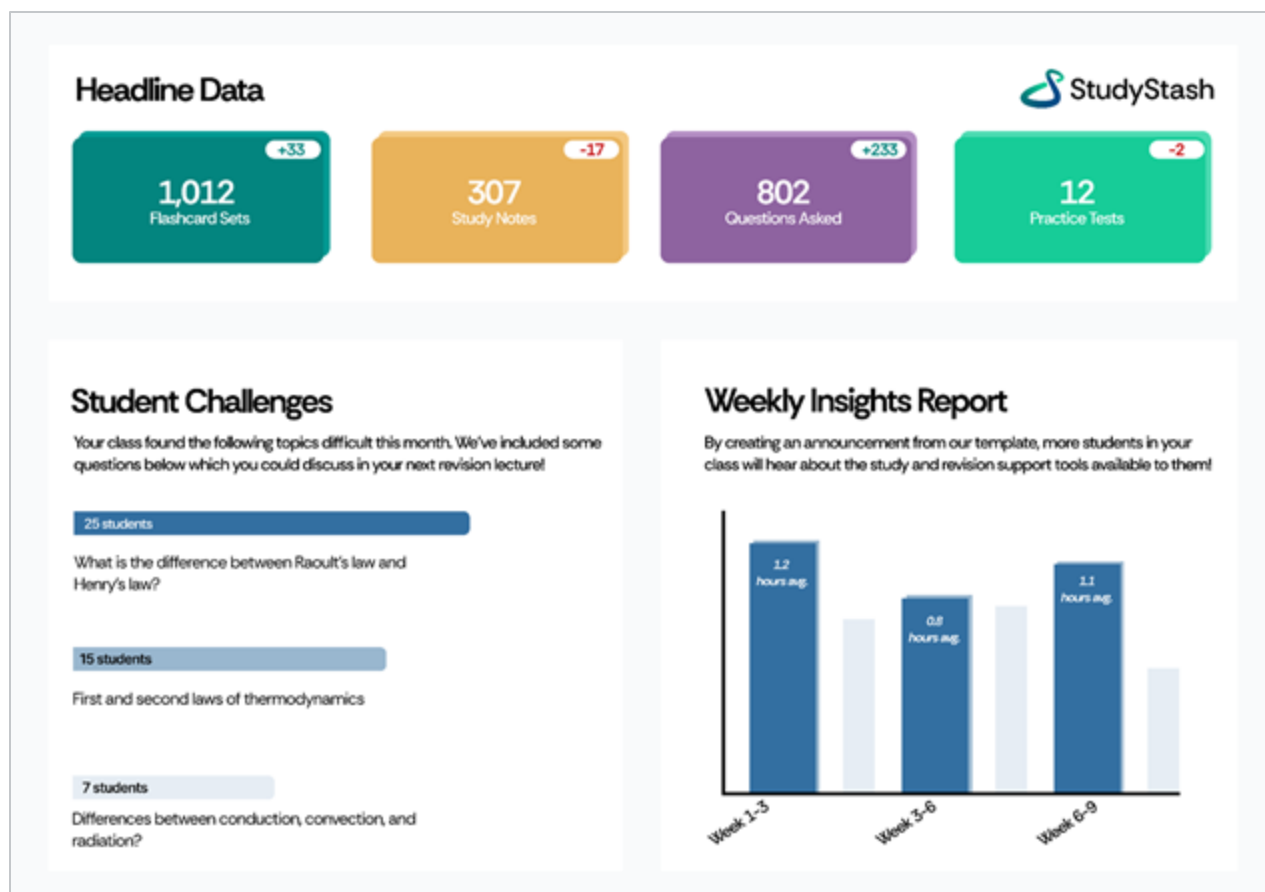 Headline Data
StudyStash
+33
1,012
Flashcard Sets
-17
307
Study Notes
+233
802
Questions Asked
-2
12
Practice Tests
Student Challenges
Your class found the following topics difficult this month. We've included some
questions below which you could discuss in your next revision lecture!
25 students
What is the difference between Raoult's law and
Henry's law?
15 students
First and second laws of thermodynamics
7 students
Differences between conduction, convection, and
radiation?
Weekly Insights Report
By creating an announcement from our template, more students in your
class will hear about the study and revision support tools available to them!
1.2
hours avg.
0.8
hours avg.
1.1
hours avg.
Week 1-3
Week 3-6
Week 6-9